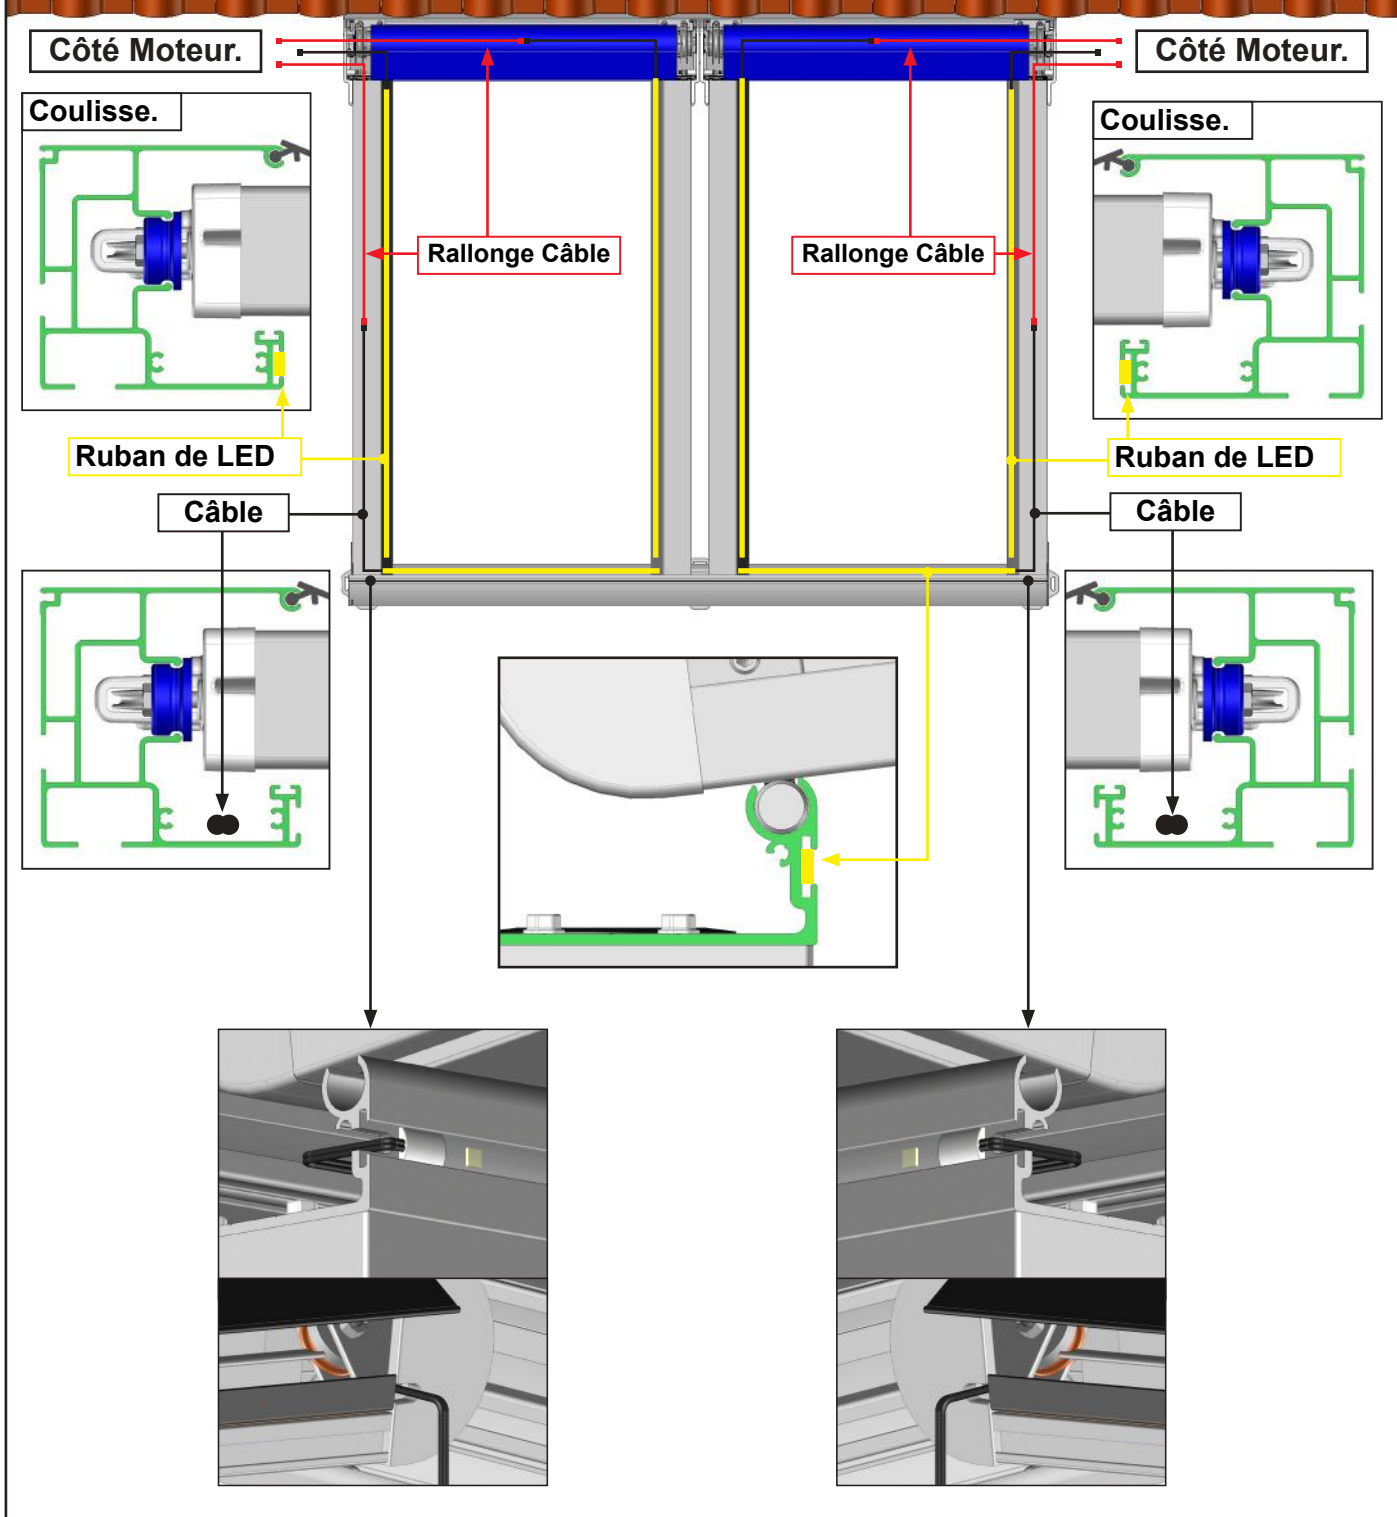 Côté Moteur.
Côté Moteur.
Coulisse.
Coulisse.
Rallonge Câble
Rallonge Câble
Ruban de LED
Ruban de LED
Câble
Câble